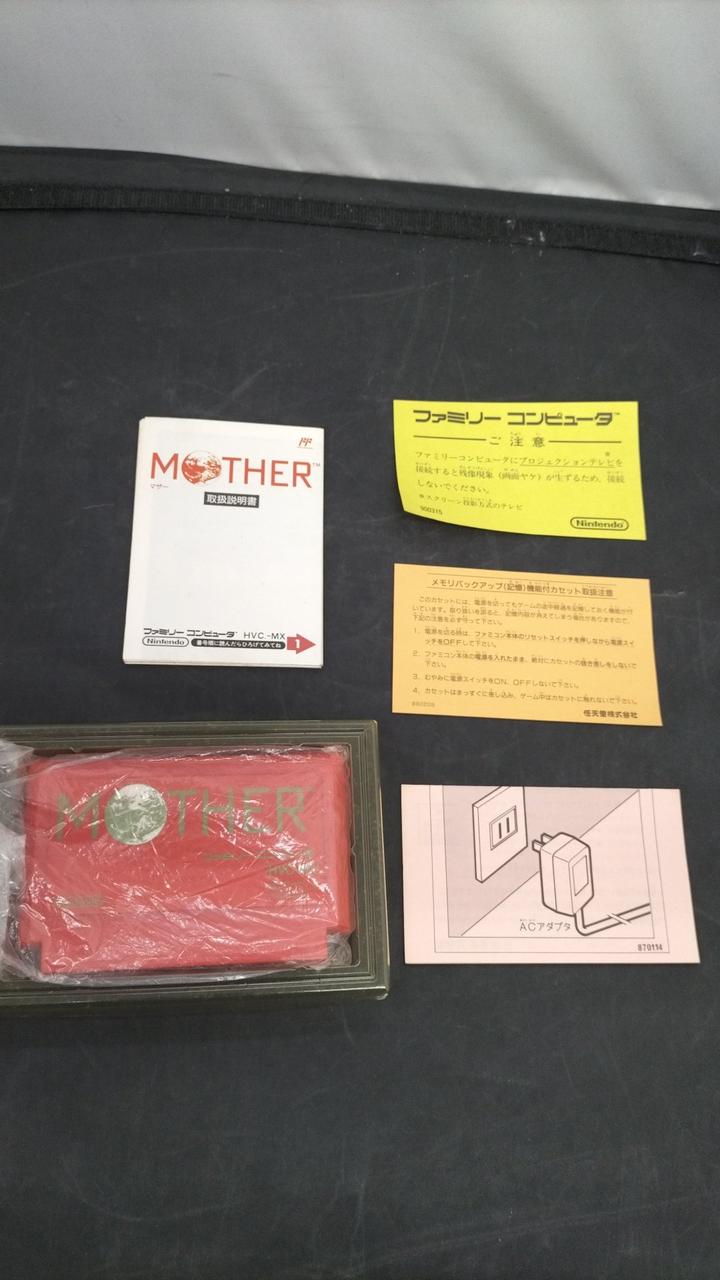 MOTHER™
マザー
取扱説明書
ファミリー コンピュータ™ HVC-MX
Nintendo 番号順に読んだらひろげてみてね 1
ファミリー コンピュータ™
ご注意
ファミリーコンピュータにプロジェクションテレビ※を
接続すると残像現象(画面ヤケ)が生ずるため、接続
しないでください。
※スクリーン投影方式のテレビ
900315
Nintendo
メモリバックアップ(記憶)機能付カセット取扱注意
このカセットには、電源を切ってもゲームの途中経過を記憶しておく機能が付
いています。取り扱いを誤ると、記憶内容が消えてしまう場合がありますので、
下記の注意を必ず守って下さい。
1. 電源を切る時は、ファミコン本体のリセットスイッチを押しながら電源スイ
ッチをOFFして下さい。
2. ファミコン本体の電源を入れたまま、絶対にカセットの抜き差しをしないで
下さい。
3. むやみに電源スイッチをON、OFFしないで下さい。
4. カセットはまっすぐに差し込み、ゲーム中はカセットに触れないで下さい。
任天堂株式会社
MOTHER
ACアダプタ
870114